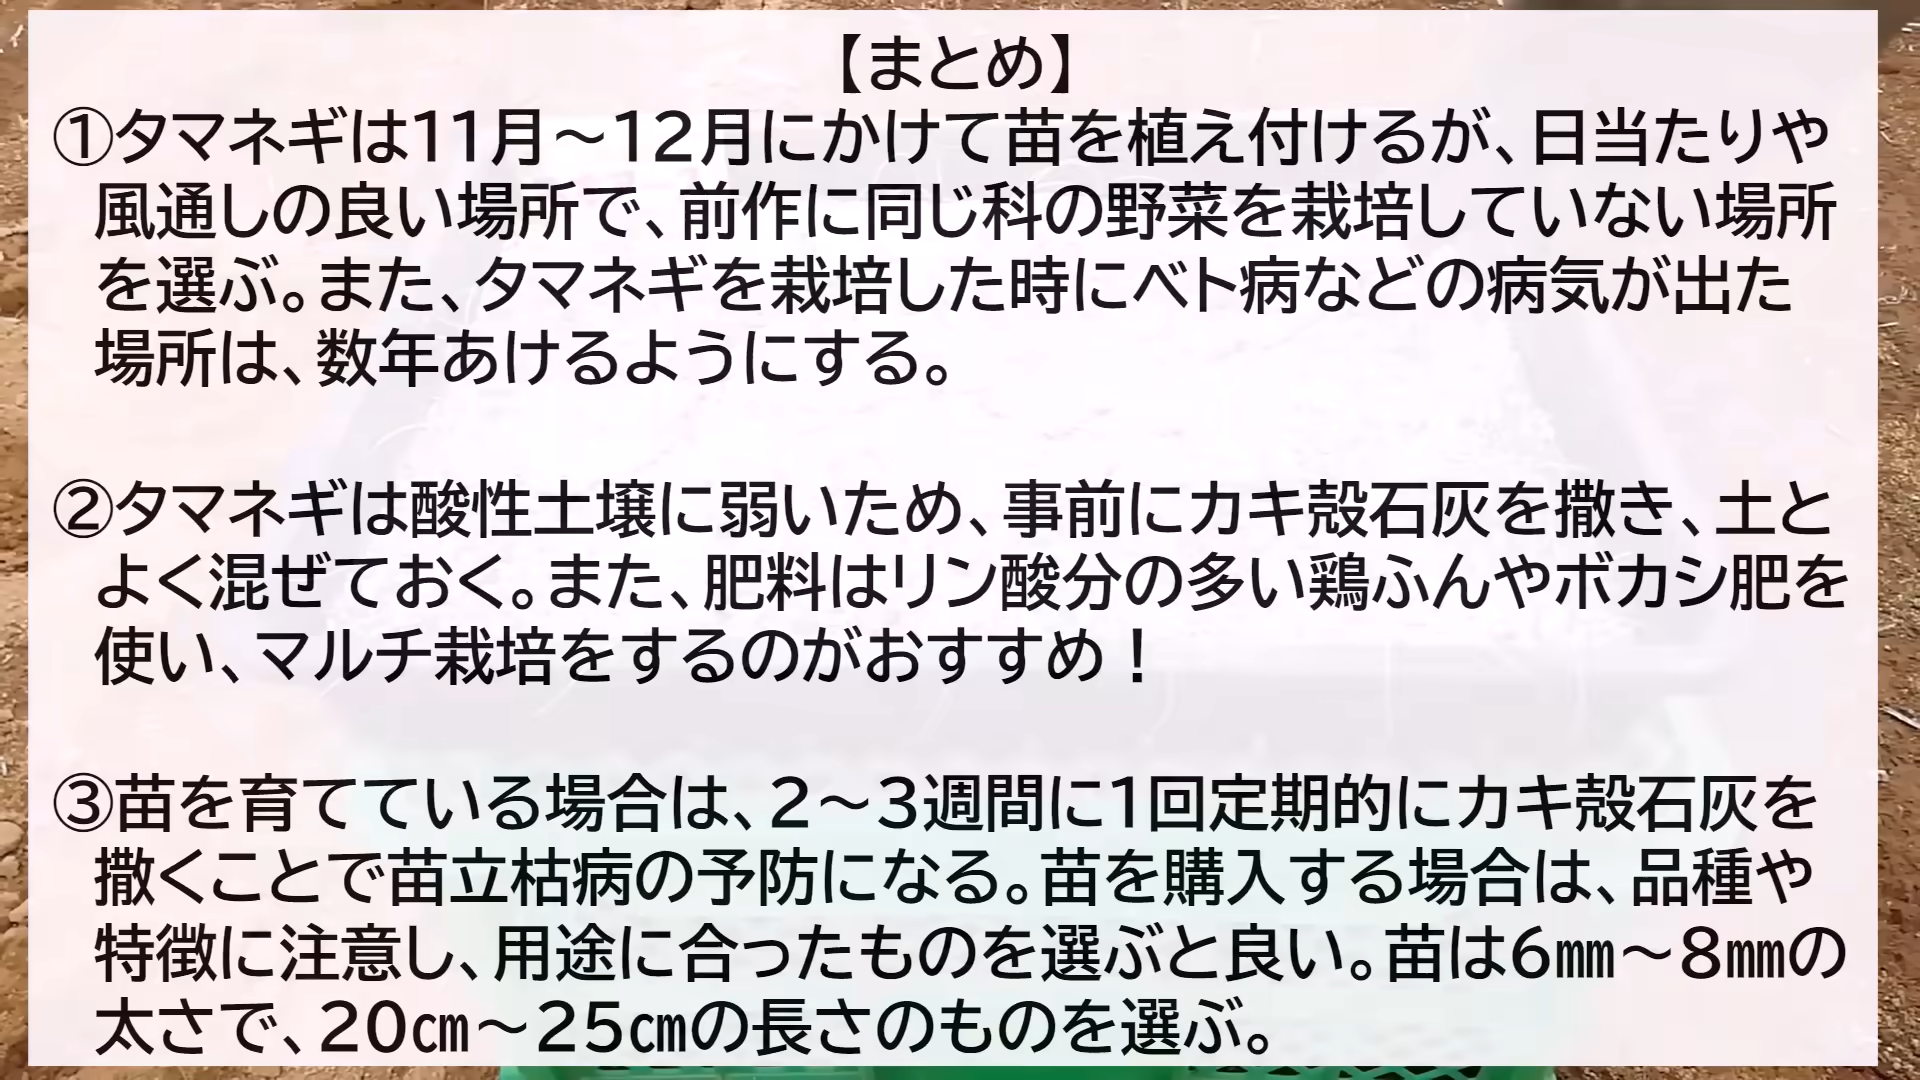 【まとめ】
①タマネギは11月～12月にかけて苗を植え付けるが、日当たりや
風通しの良い場所で、前作に同じ科の野菜を栽培していない場所
を選ぶ。また、タマネギを栽培した時にベト病などの病気が出た
場所は、数年あけるようにする。
②タマネギは酸性土壌に弱いため、事前にカキ殻石灰を撒き、土と
よく混ぜておく。また、肥料はリン酸分の多い鶏ふんやボカシ肥を
使い、マルチ栽培をするのがおすすめ！
③苗を育てている場合は、2～3週間に1回定期的にカキ殻石灰を
撒くことで苗立枯病の予防になる。苗を購入する場合は、品種や
特徴に注意し、用途に合ったものを選ぶと良い。苗は6㎜～8㎜の
太さで、20㎝～25㎝の長さのものを選ぶ。